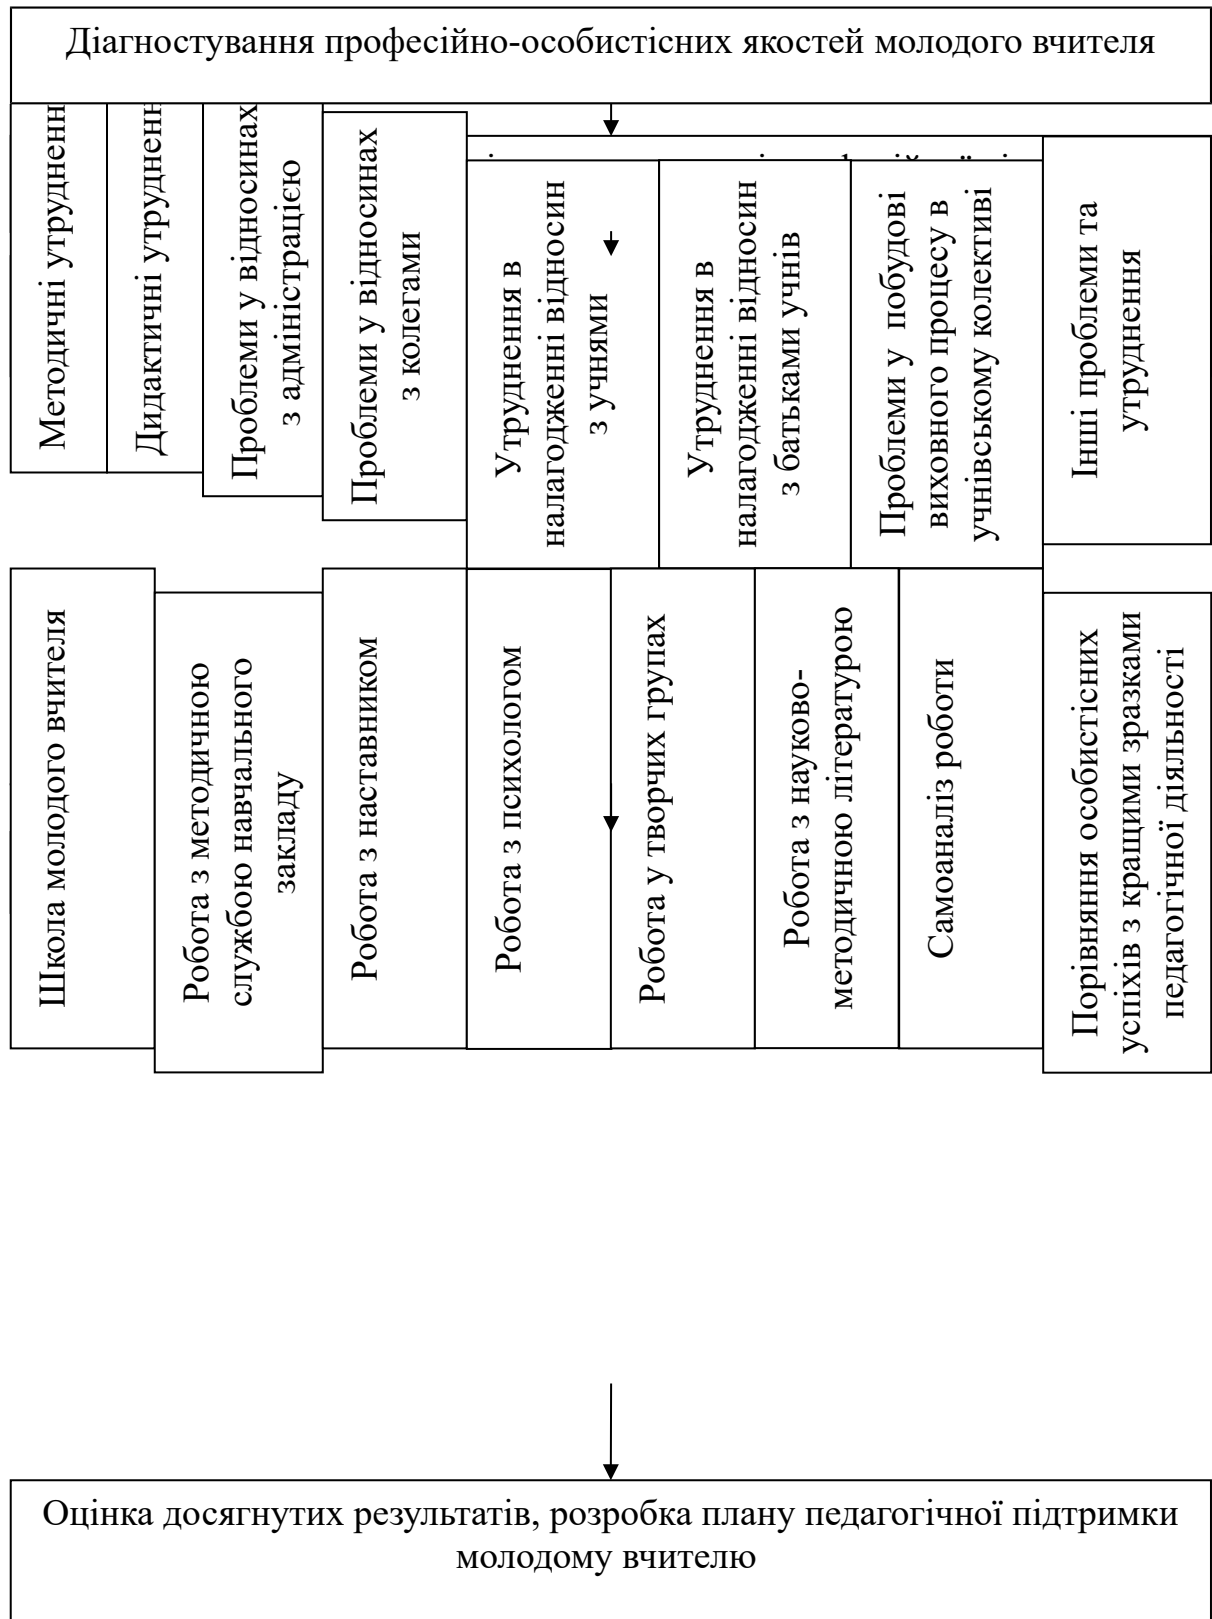 Діагностування професійно-особистісних якостей молодого вчителя
Методичні утруднен
Дидактичні утруднен
Проблеми у відносинах
з адміністрацією
Проблеми у відносинах
з колегами
Утруднення в
налагодженні відносин
з учнями
Утруднення в
налагодженні відносин
з батьками учнів
Проблеми у побудові
виховного процесу в
учнівському колективі
Інші проблеми та
утруднення
Школа молодого вчителя
Робота з методичною
службою навчального
закладу
Робота з наставником
Робота з психологом
Робота у творчих групах
Робота з науково-
методичною літературою
Самоаналіз роботи
Порівняння особистісних
успіхів з кращими зразками
педагогічної діяльності
Оцінка досягнутих результатів, розробка плану педагогічної підтримки
молодому вчителю